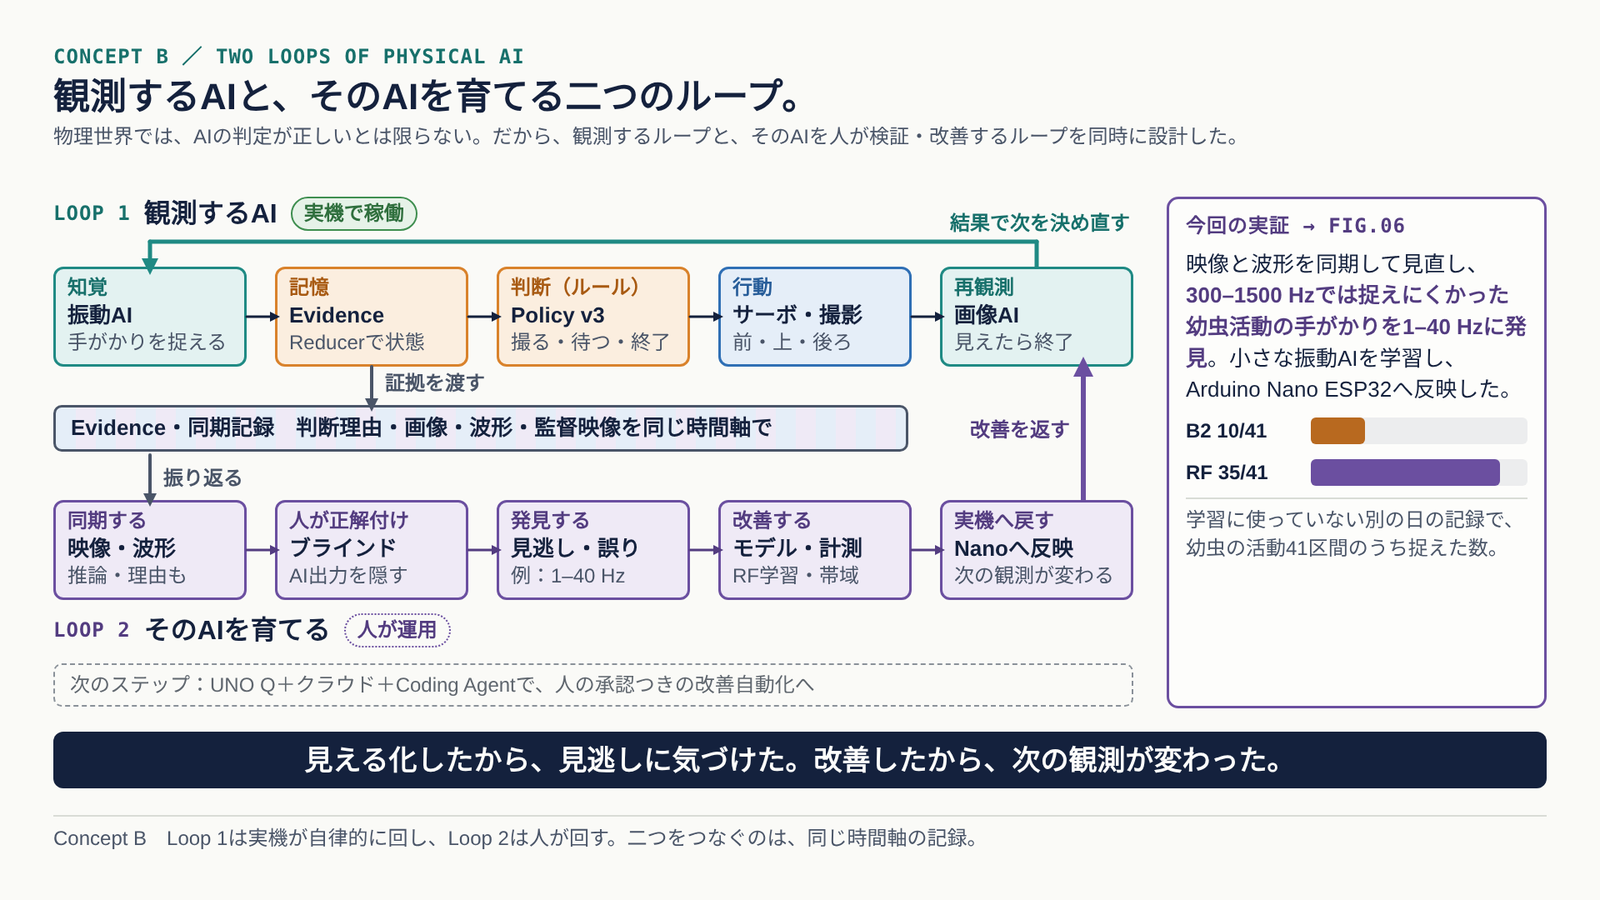 CONCEPT B ／ TWO LOOPS OF PHYSICAL AI
観測するAIと、そのAIを育てる二つのループ。
物理世界では、AIの判定が正しいとは限らない。だから、観測するループと、そのAIを人が検証・改善するループを同時に設計した。
LOOP 1 観測するAI 実機で稼働
結果で次を決め直す
知覚
振動AI
手がかりを捉える
記憶
Evidence
Reducerで状態
判断（ルール）
Policy v3
撮る・待つ・終了
行動
サーボ・撮影
前・上・後ろ
再観測
画像AI
見えたら終了
証拠を渡す
Evidence・同期記録　判断理由・画像・波形・監督映像を同じ時間軸で
改善を返す
振り返る
同期する
映像・波形
推論・理由も
人が正解付け
ブラインド
AI出力を隠す
発見する
見逃し・誤り
例：1–40 Hz
改善する
モデル・計測
RF学習・帯域
実機へ戻す
Nanoへ反映
次の観測が変わる
LOOP 2 そのAIを育てる 人が運用
次のステップ：UNO Q＋クラウド＋Coding Agentで、人の承認つきの改善自動化へ
今回の実証 → FIG.06
映像と波形を同期して見直し、
300–1500 Hzでは捉えにくかった
幼虫活動の手がかりを1–40 Hzに発
見。小さな振動AIを学習し、
Arduino Nano ESP32へ反映した。
B2 10/41
RF 35/41
学習に使っていない別の日の記録で、
幼虫の活動41区間のうち捉えた数。
見える化したから、見逃しに気づけた。改善したから、次の観測が変わった。
Concept B　Loop 1は実機が自律的に回し、Loop 2は人が回す。二つをつなぐのは、同じ時間軸の記録。